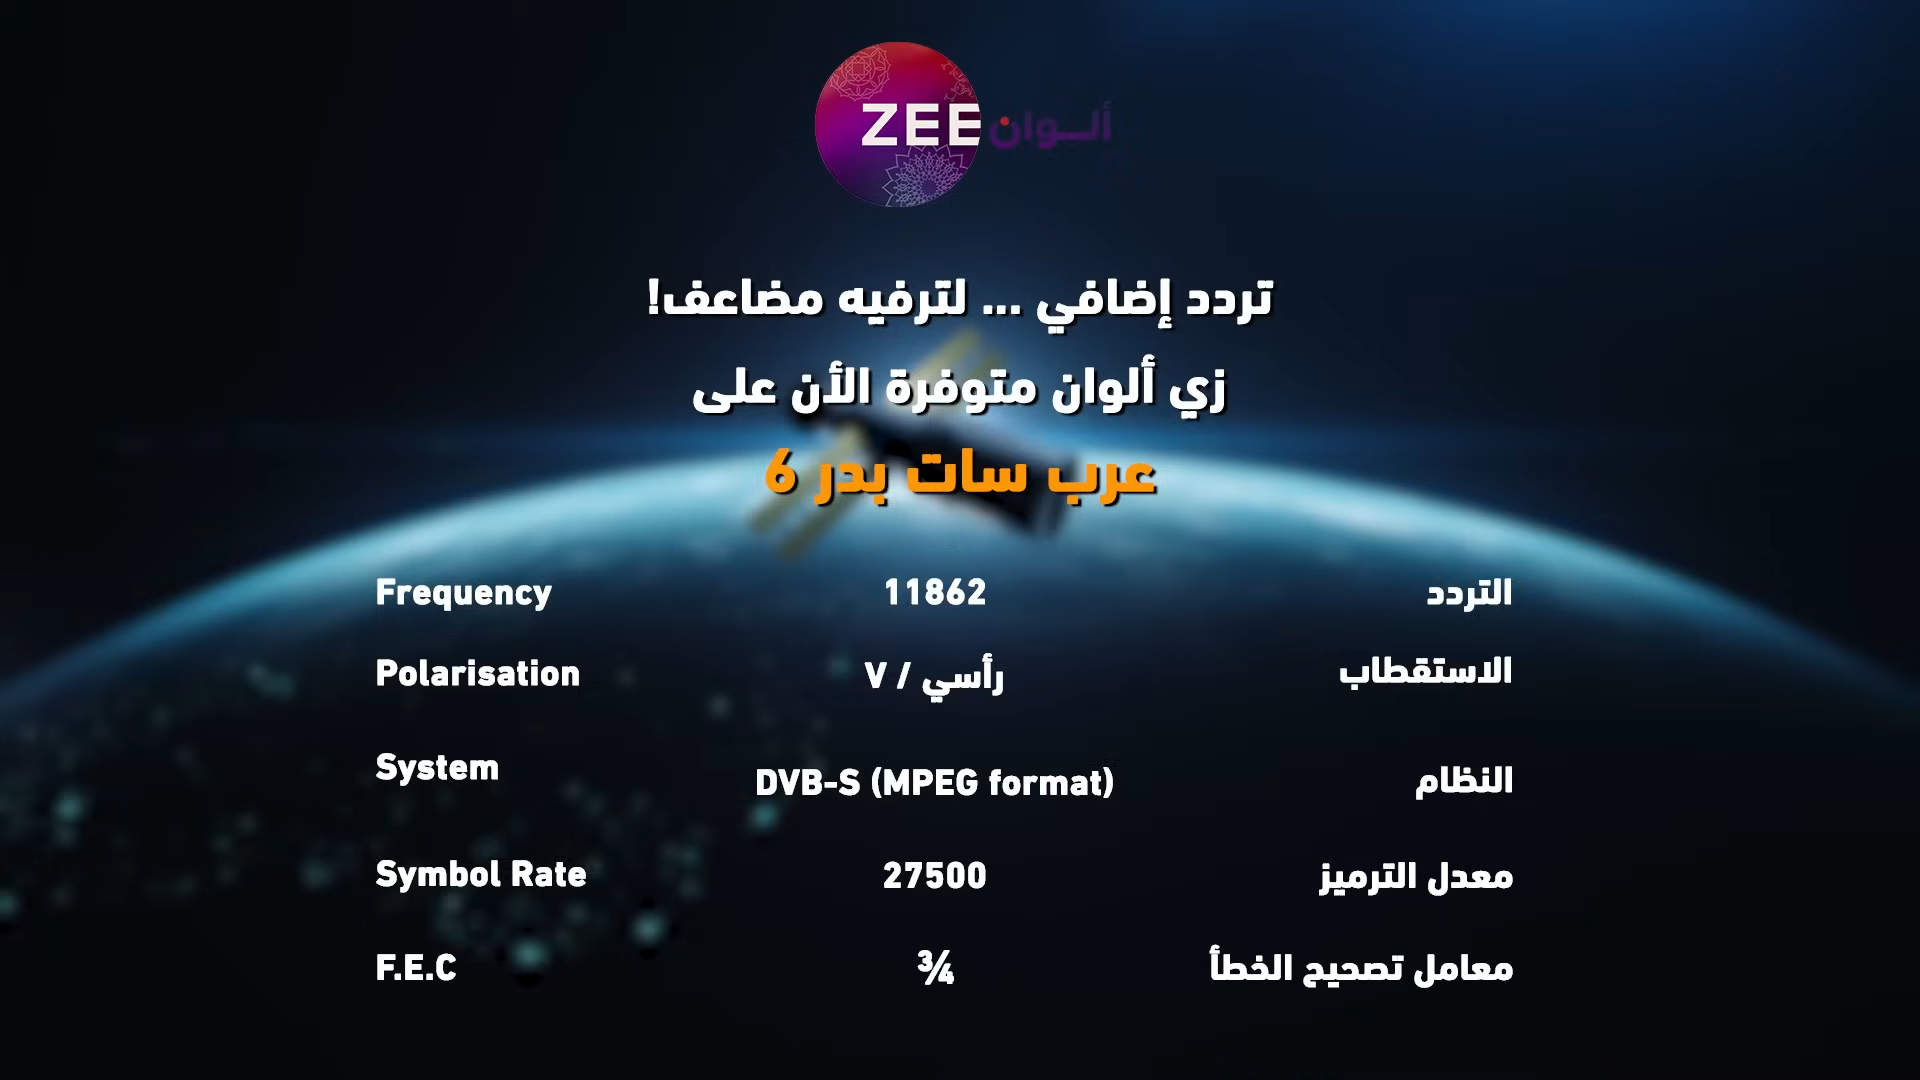 ZEE ألـوان
تردد إضافي ... لترفيه مضاعف!
زي ألوان متوفرة الأن على
عرب سات بدر 6
Frequency 11862 التردد
Polarisation رأسي / V الاستقطاب
System DVB-S (MPEG format) النظام
Symbol Rate 27500 معدل الترميز
F.E.C ¾ معامل تصحيح الخطأ